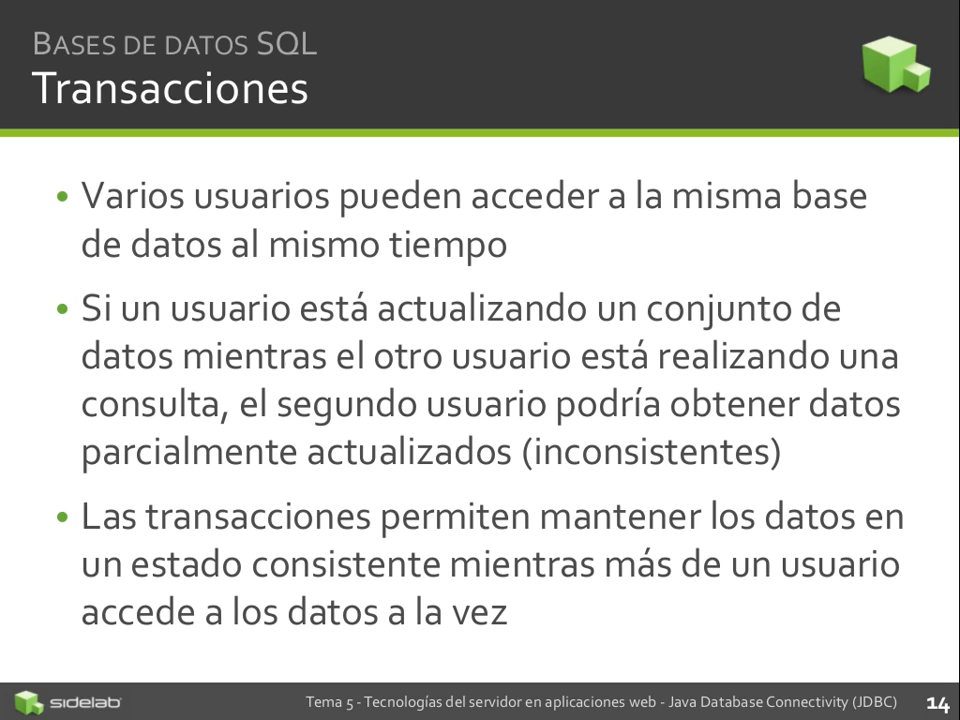 BASES DE DATOS SQL
Transacciones
• Varios usuarios pueden acceder a la misma base
de datos al mismo tiempo
• Si un usuario está actualizando un conjunto de
datos mientras el otro usuario está realizando una
consulta, el segundo usuario podría obtener datos
parcialmente actualizados (inconsistentes)
• Las transacciones permiten mantener los datos en
un estado consistente mientras más de un usuario
accede a los datos a la vez
sidelab
Tema 5 - Tecnologías del servidor en aplicaciones web - Java Database Connectivity (JDBC)
14